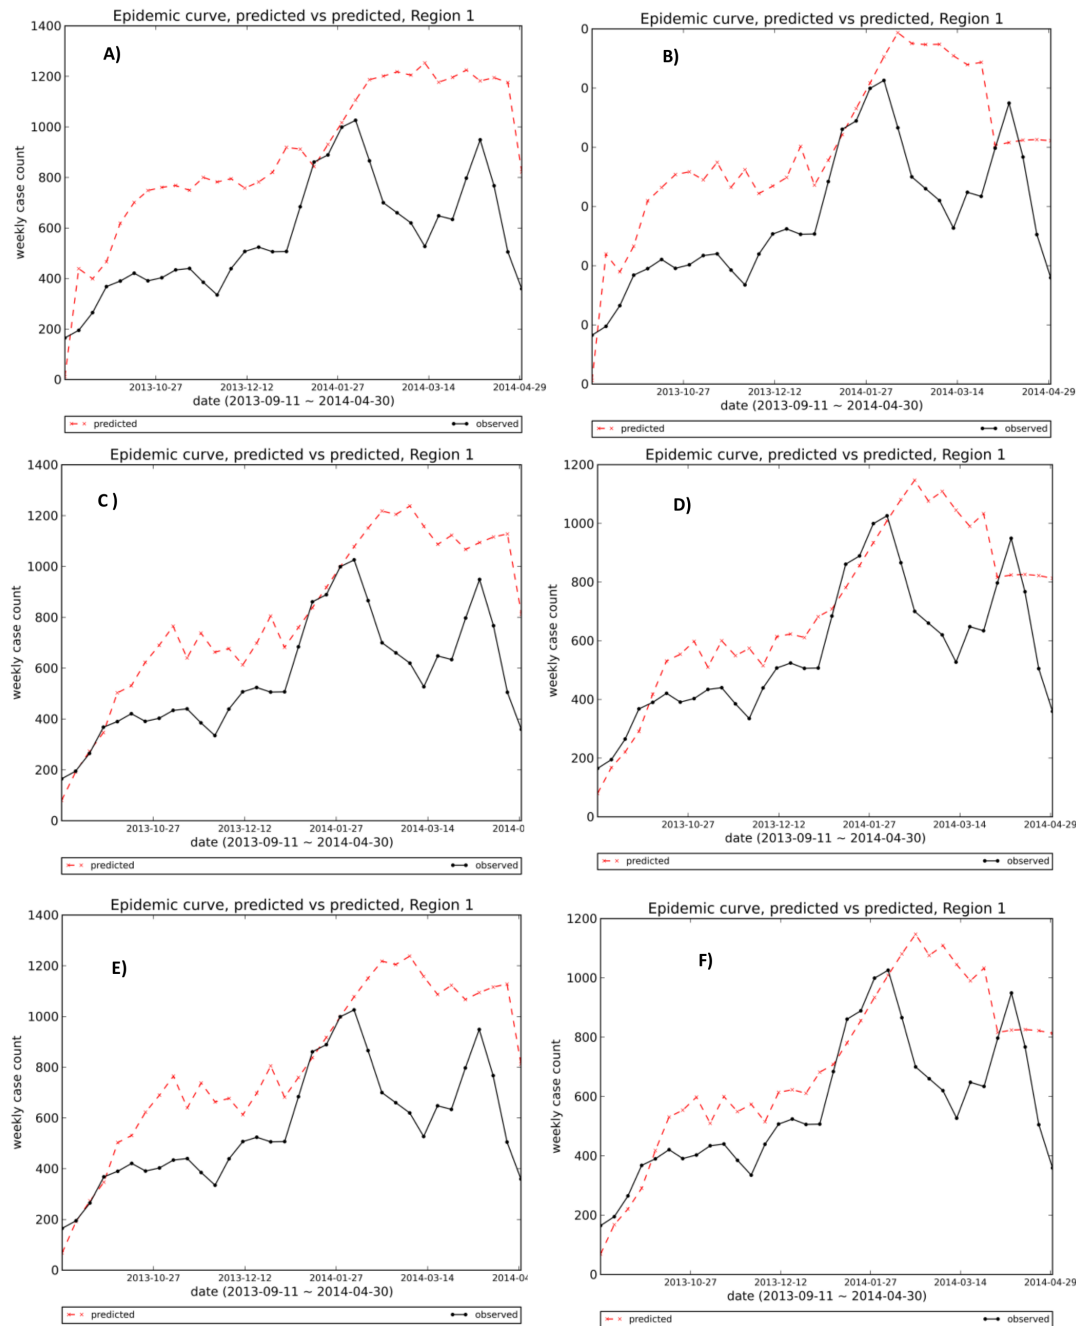 Epidemic curve, predicted vs predicted, Region 1
A)
1400
1200
1000
800
600
400
200
0
weekly case count
2013-10-27 2013-12-12 2014-01-27 2014-03-14 2014-04-29
date (2013-09-11 ~ 2014-04-30)
predicted observed
Epidemic curve, predicted vs predicted, Region 1
B)
0
0
0
0
0
0
0
2013-10-27 2013-12-12 2014-01-27 2014-03-14 2014-04-29
date (2013-09-11 ~ 2014-04-30)
predicted observed
Epidemic curve, predicted vs predicted, Region 1
C )
1400
1200
1000
800
600
400
200
0
weekly case count
2013-10-27 2013-12-12 2014-01-27 2014-03-14 2014-0
date (2013-09-11 ~ 2014-04-30)
predicted observed
Epidemic curve, predicted vs predicted, Region 1
D)
1200
1000
800
600
400
200
0
weekly case count
2013-10-27 2013-12-12 2014-01-27 2014-03-14 2014-04-29
date (2013-09-11 ~ 2014-04-30)
predicted observed
Epidemic curve, predicted vs predicted, Region 1
E)
1400
1200
1000
800
600
400
200
0
weekly case count
2013-10-27 2013-12-12 2014-01-27 2014-03-14 2014-04
date (2013-09-11 ~ 2014-04-30)
predicted observed
Epidemic curve, predicted vs predicted, Region 1
F)
1200
1000
800
600
400
200
0
weekly case count
2013-10-27 2013-12-12 2014-01-27 2014-03-14 2014-04-29
date (2013-09-11 ~ 2014-04-30)
predicted observed